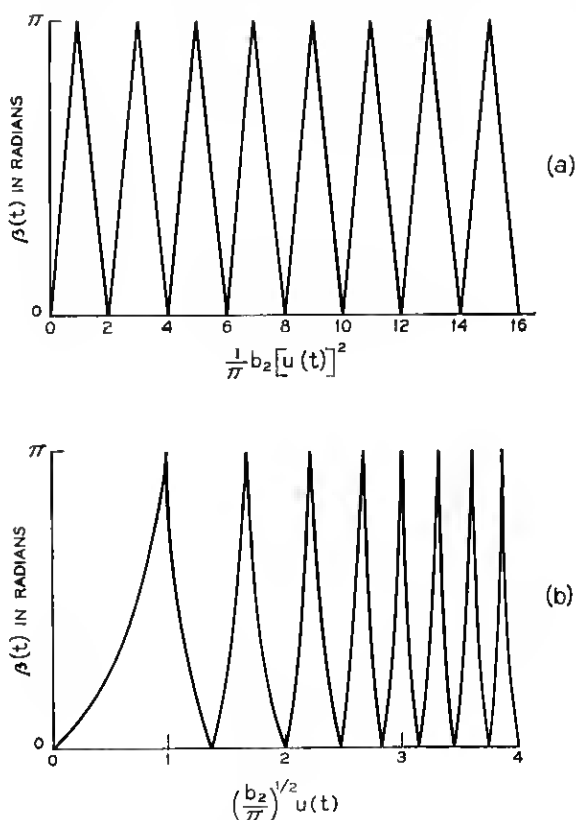 π
β(t) IN RADIANS
(a)
0
0 2 4 6 8 10 12 14 16
1/π b₂[u(t)]²
π
β(t) IN RADIANS
(b)
0
0 1 2 3 4
(b₂/π)^1/2 u(t)